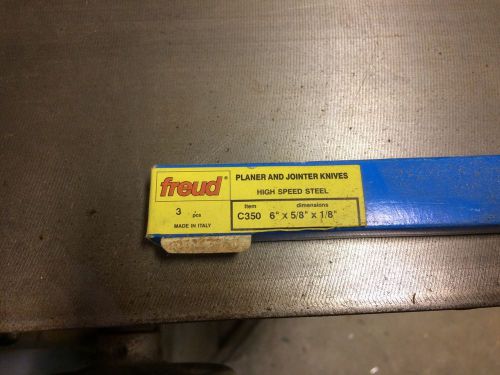 freud®
3 pcs
MADE IN ITALY
PLANER AND JOINTER KNIVES
HIGH SPEED STEEL
Item dimensions
C350 6" x 5/8" x 1/8"